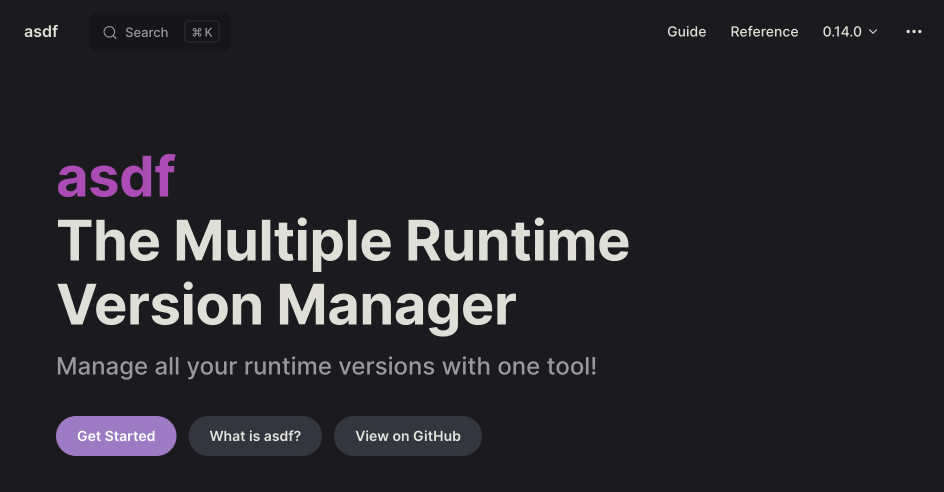 asdf
Search
⌘ K
Guide
Reference
0.14.0
asdf
The Multiple Runtime
Version Manager
Manage all your runtime versions with one tool!
Get Started
What is asdf?
View on GitHub